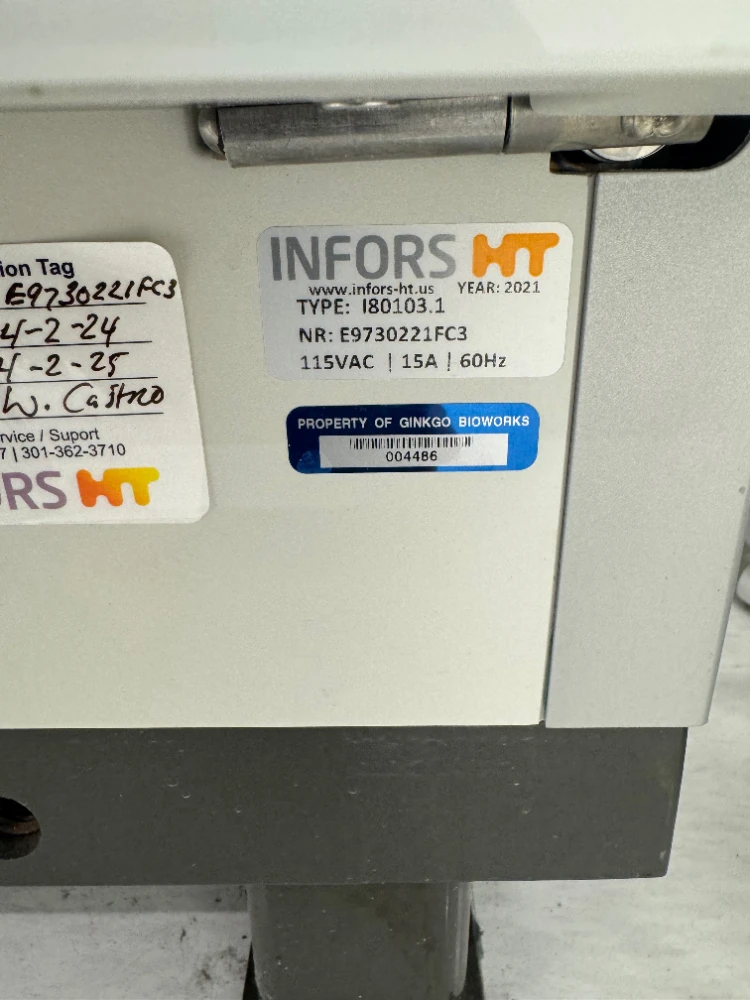 ion Tag
E9730221FC3
4-2-24
4-2-25
W. Castro
rvice / Suport
7 | 301-362-3710
RS HT
INFORS HT
www.infors-ht.us YEAR: 2021
TYPE: I80103.1
NR: E9730221FC3
115VAC | 15A | 60Hz
PROPERTY OF GINKGO BIOWORKS
004486